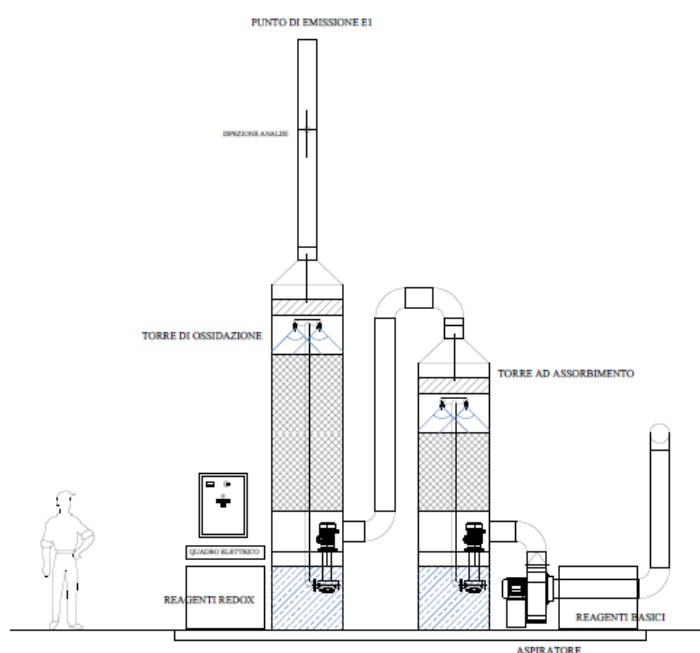 PUNTO DI EMISSIONE E1
ISPEZIONE ANALISI
TORRE DI OSSIDAZIONE
TORRE AD ASSORBIMENTO
QUADRO ELETTRICO
REAGENTI REDOX
REAGENTI BASICI
ASPIRATORE